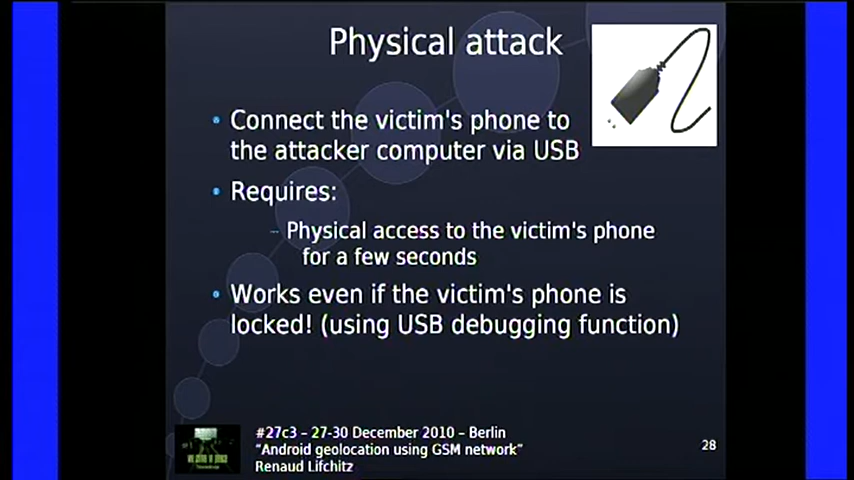 Physical attack
Connect the victim's phone to
the attacker computer via USB
Requires:
Physical access to the victim's phone
for a few seconds
Works even if the victim's phone is
locked! (using USB debugging function)
#27c3 – 27-30 December 2010 – Berlin
"Android geolocation using GSM network"
Renaud Lifchitz
28